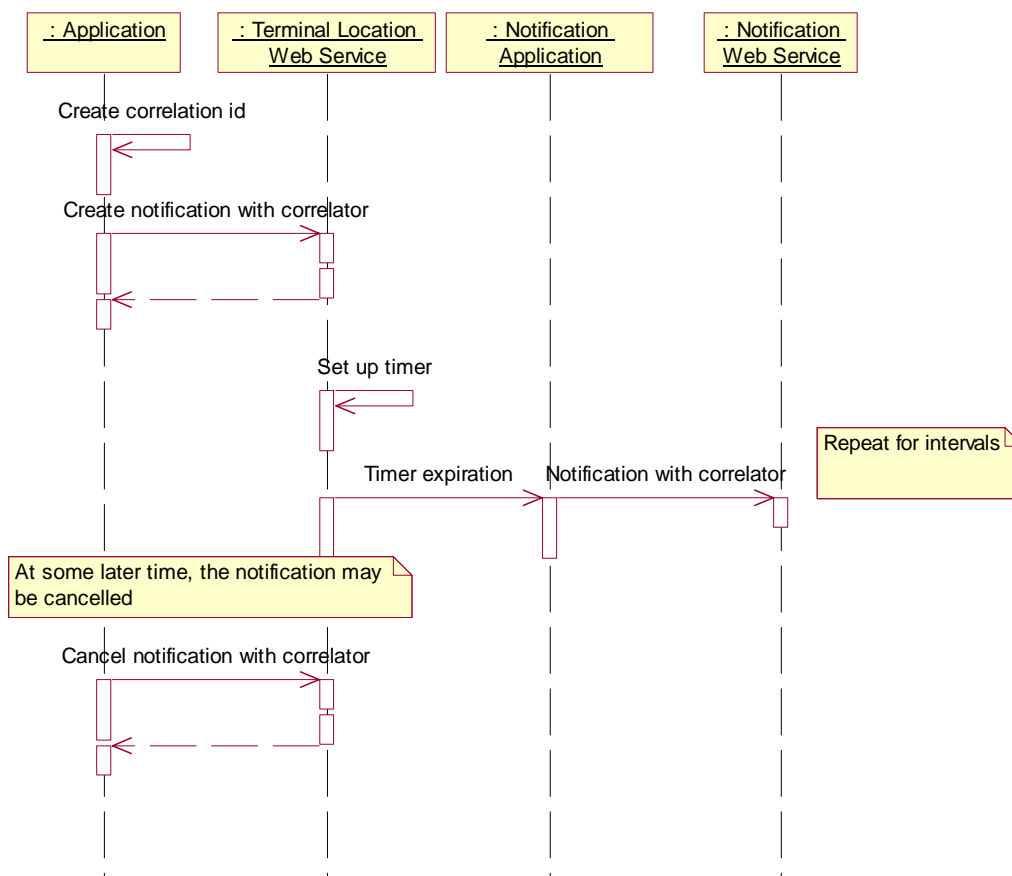 : Application
: Terminal Location
Web Service
: Notification
Application
: Notification
Web Service
Create correlation id
Create notification with correlator
Set up timer
Repeat for intervals
Timer expiration
Notification with correlator
At some later time, the notification may
be cancelled
Cancel notification with correlator